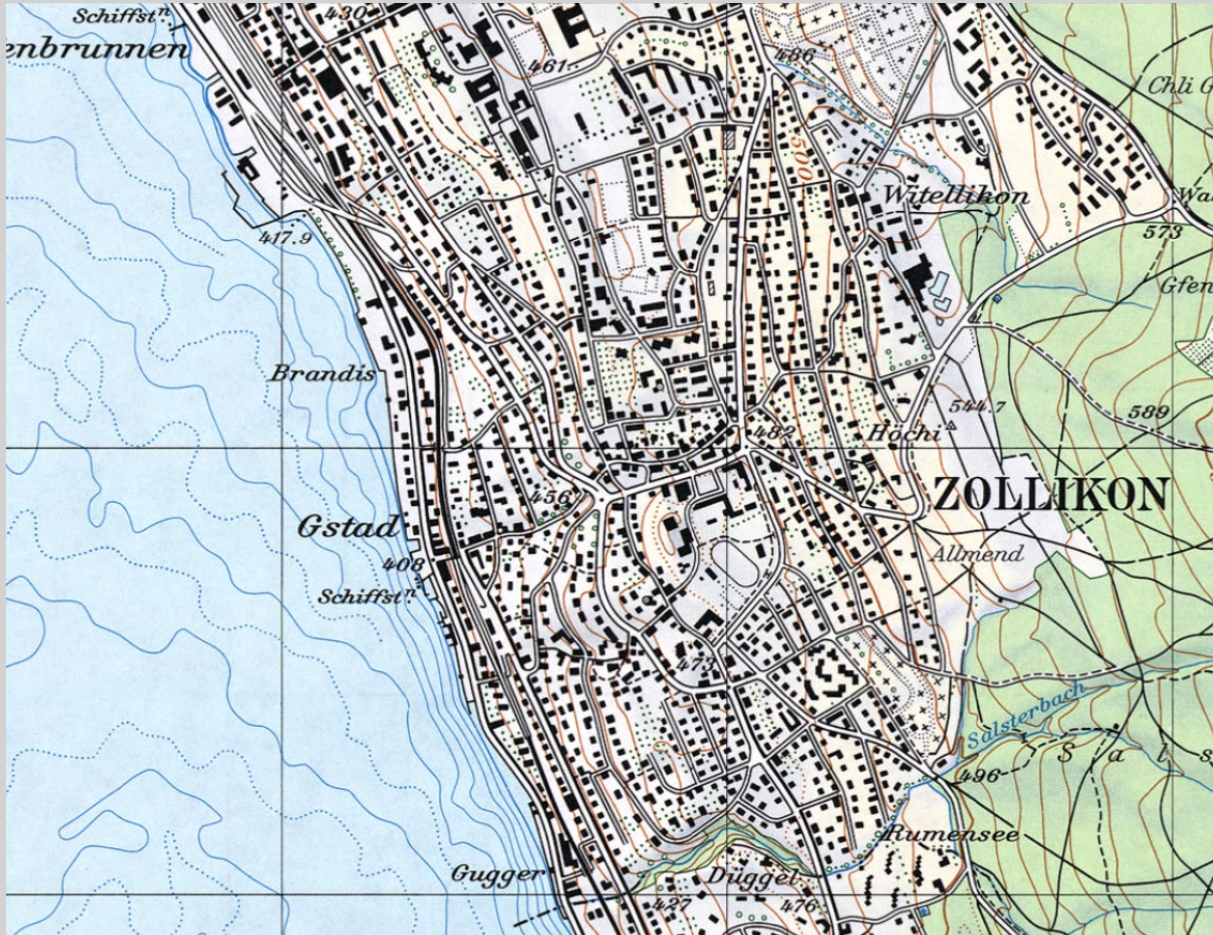 Schiffstn.
430
enbrunnen
461
486
Chli G
500
Witellikon
Wal
417.9
573
Gfen
Brandis
544.7
589
482
Höchi
456
ZOLLIKON
Gstad
Allmend
408
Schiffstn.
473
Salsterbach
S a l s
496
Rumensee
Gugger
Düggel
427
476